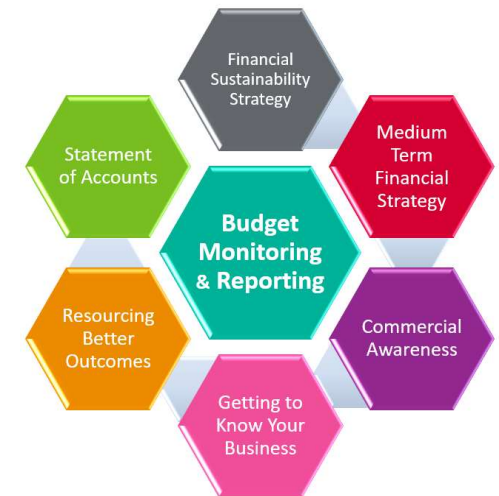 Financial
Sustainability
Strategy
Medium
Term
Financial
Strategy
Commercial
Awareness
Getting to
Know Your
Business
Resourcing
Better
Outcomes
Statement
of Accounts
Budget
Monitoring
& Reporting